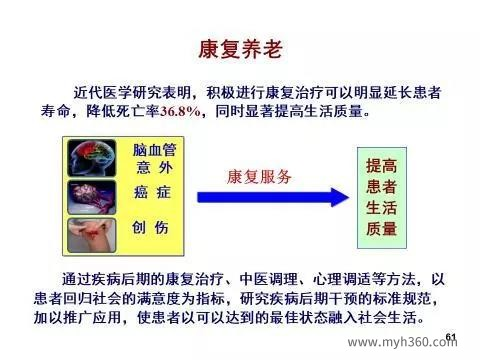 康复养老
近代医学研究表明，积极进行康复治疗可以明显延长患者
寿命，降低死亡率36.8%，同时显著提高生活质量。
脑血管
意 外
癌 症
创 伤
康复服务
提高
患者
生活
质量
通过疾病后期的康复治疗、中医调理、心理调适等方法，以
患者回归社会的满意度为指标，研究疾病后期干预的标准规范，
加以推广应用，使患者以可以达到的最佳状态融入社会生活。
61
www.myh360.com